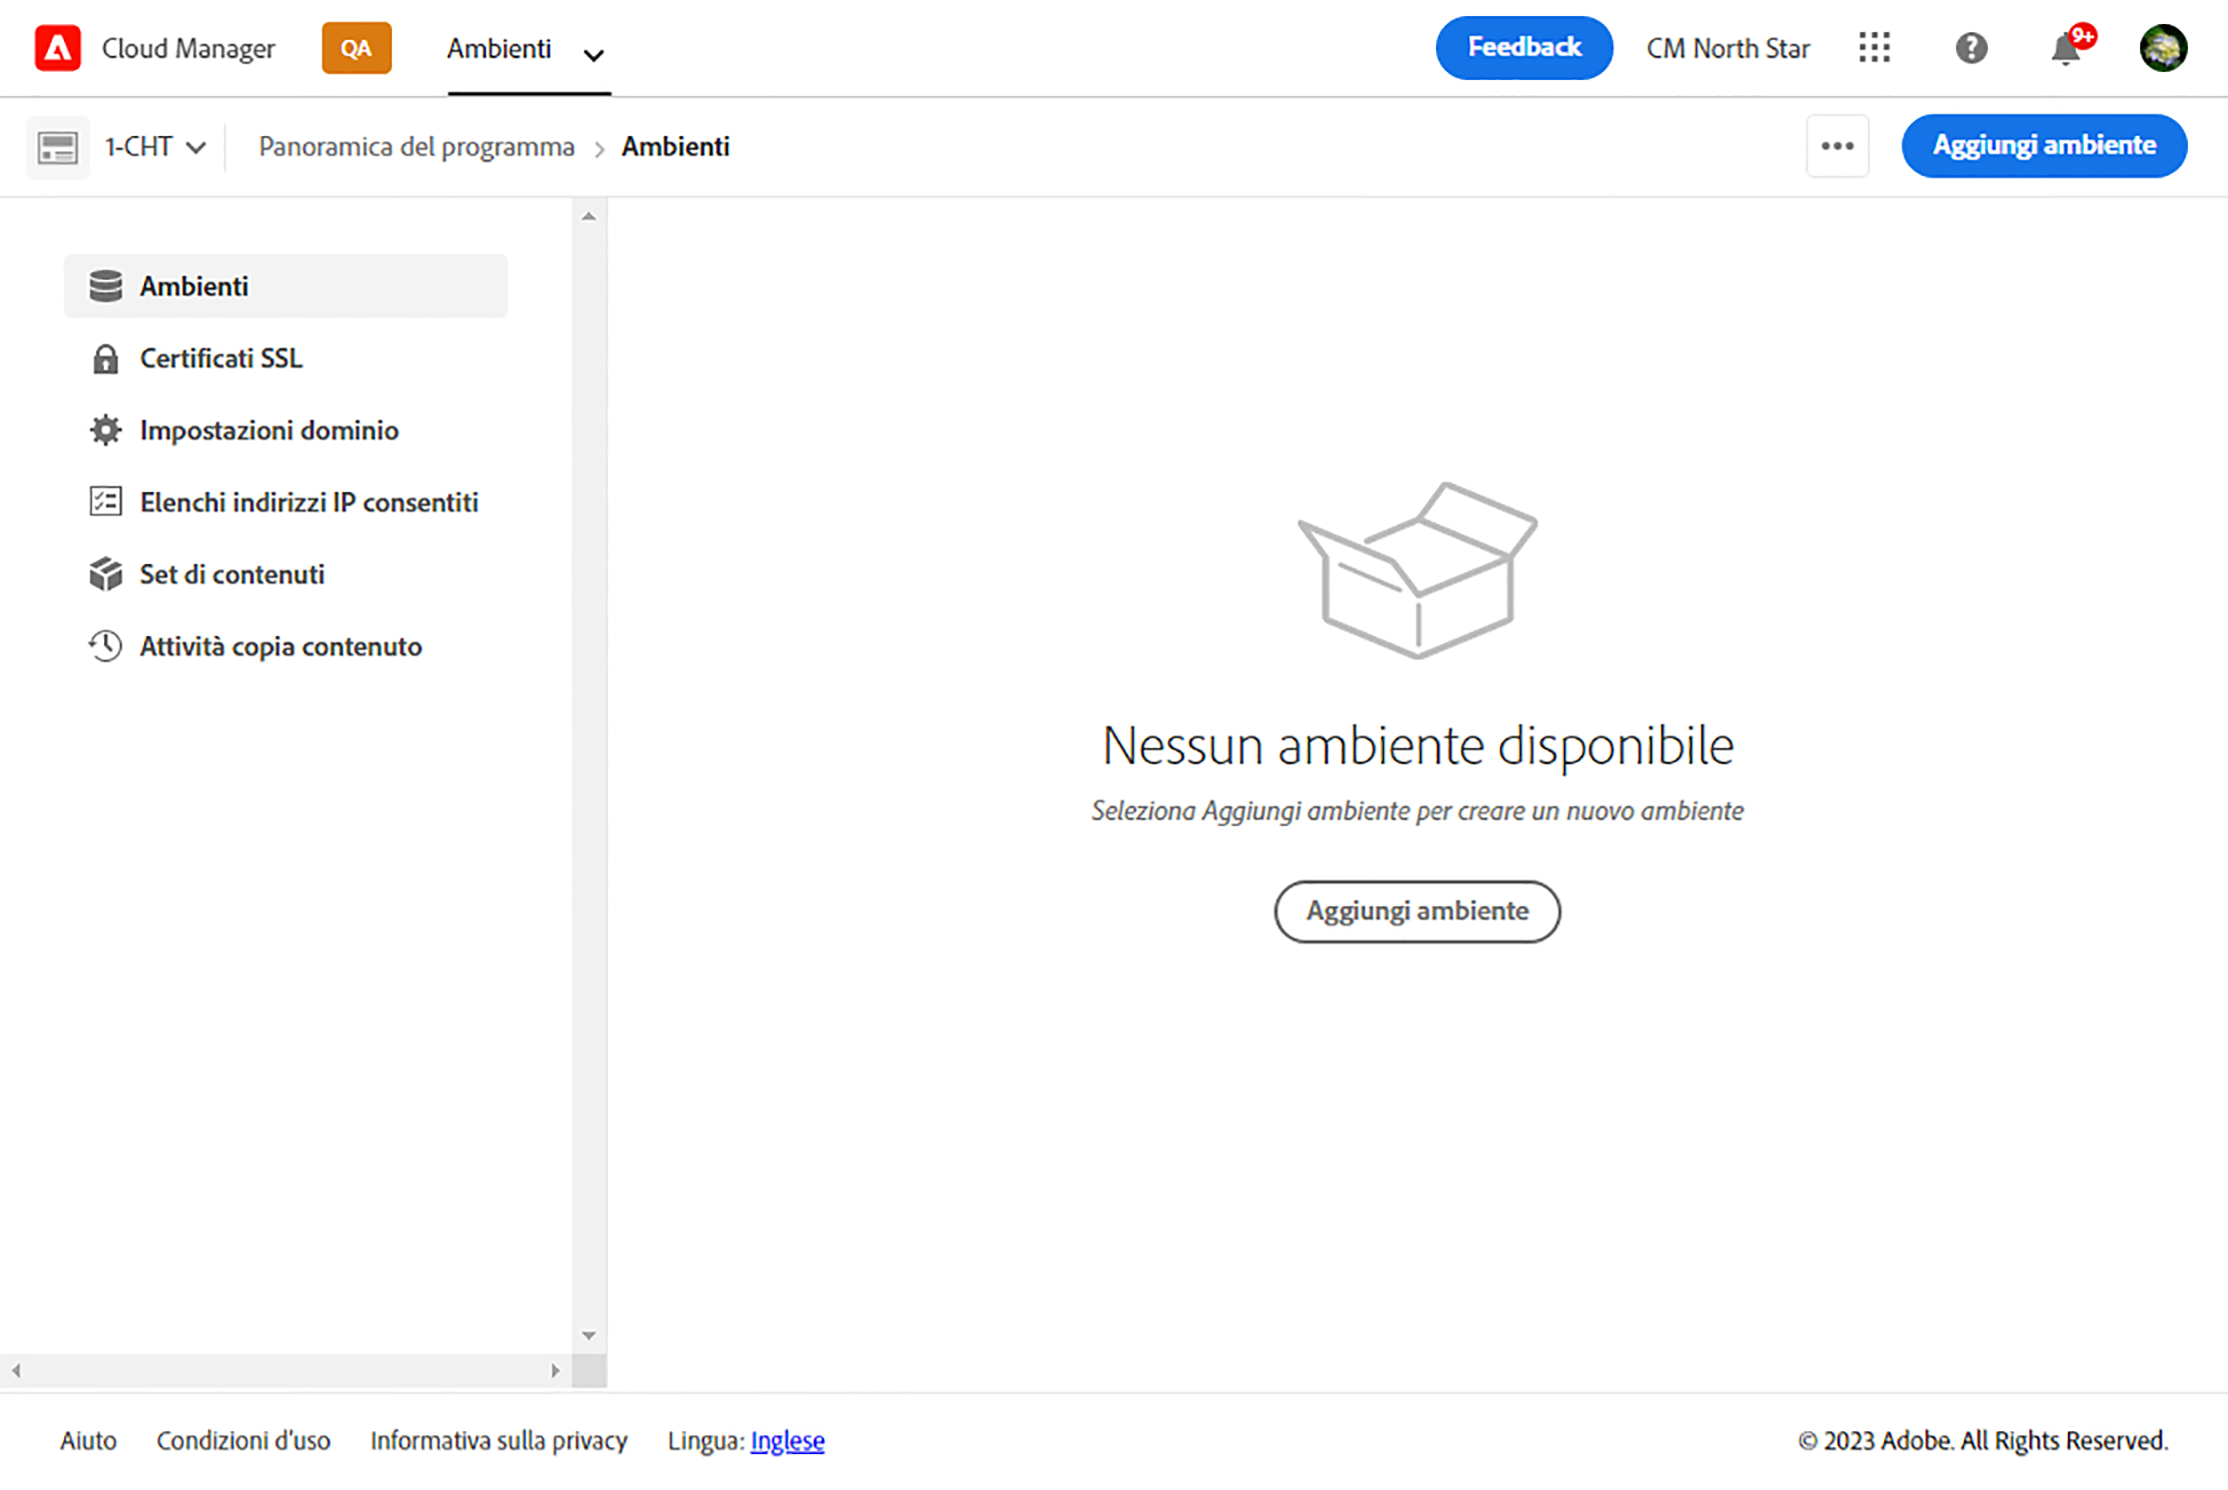 Cloud Manager
QA
Ambienti
Feedback
CM North Star
9+
1-CHT
Panoramica del programma
Ambienti
Aggiungi ambiente
Ambienti
Certificati SSL
Impostazioni dominio
Elenchi indirizzi IP consentiti
Set di contenuti
Attività copia contenuto
Nessun ambiente disponibile
Seleziona Aggiungi ambiente per creare un nuovo ambiente
Aggiungi ambiente
Aiuto
Condizioni d'uso
Informativa sulla privacy
Lingua: Inglese
© 2023 Adobe. All Rights Reserved.